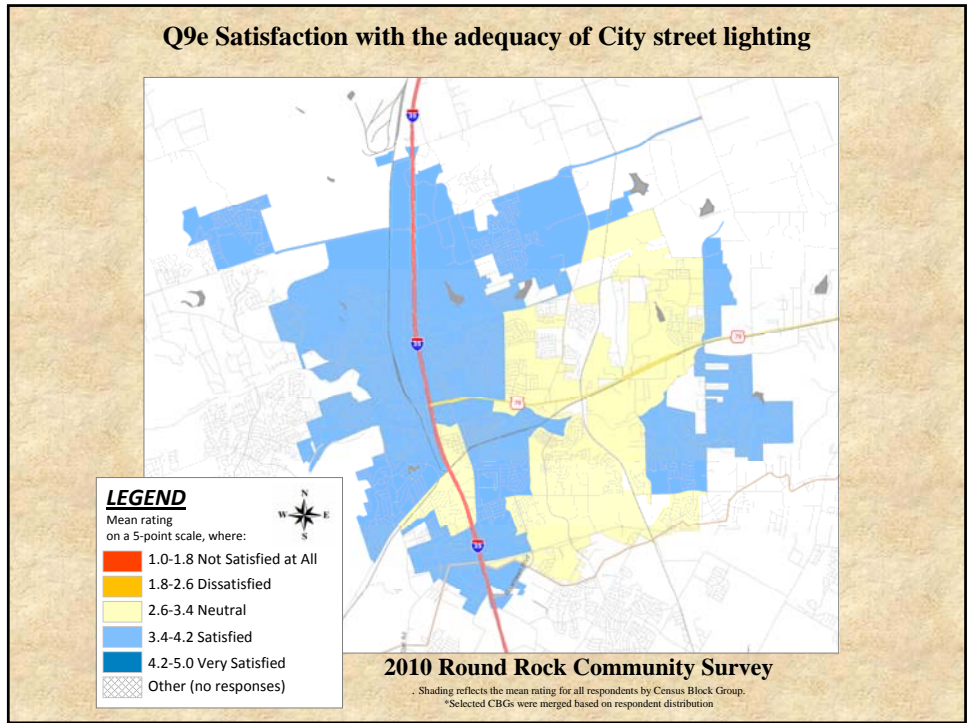 Q9e Satisfaction with the adequacy of City street lighting
35
35
79
79
35
LEGEND
Mean rating
on a 5-point scale, where:
N
W E
S
1.0-1.8 Not Satisfied at All
1.8-2.6 Dissatisfied
2.6-3.4 Neutral
3.4-4.2 Satisfied
4.2-5.0 Very Satisfied
Other (no responses)
2010 Round Rock Community Survey
. Shading reflects the mean rating for all respondents by Census Block Group.
*Selected CBGs were merged based on respondent distribution